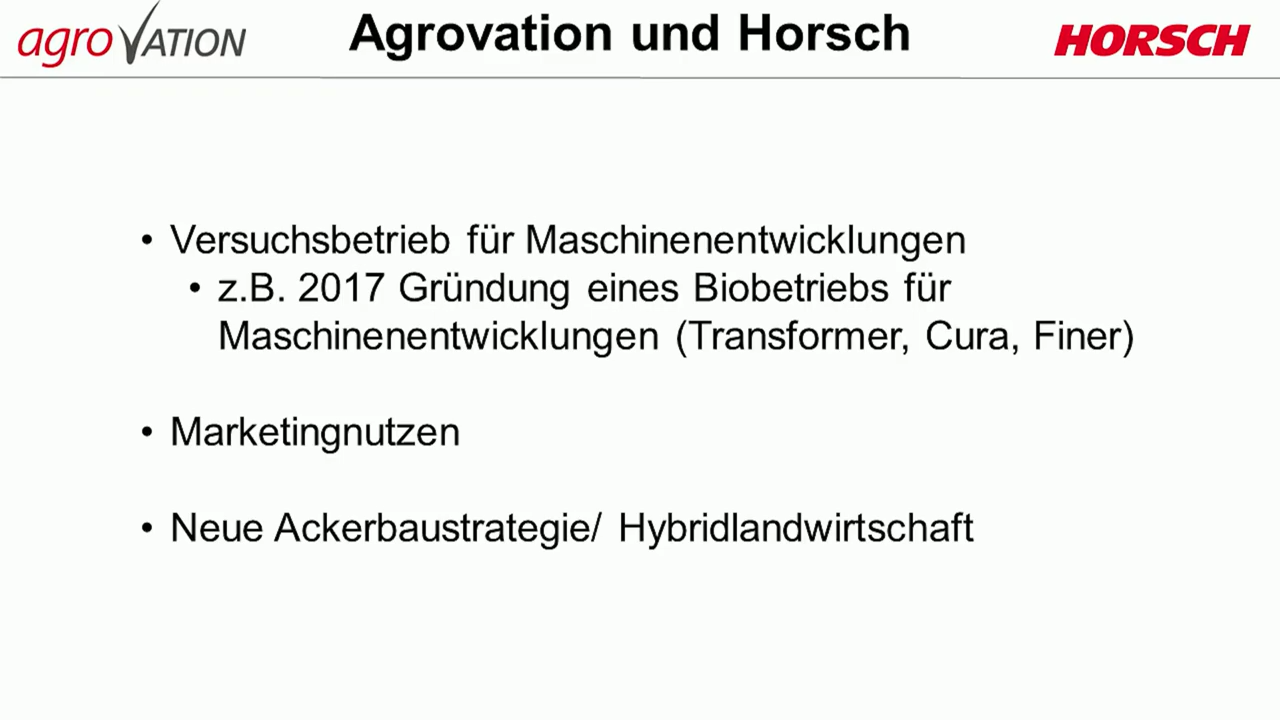 agroVATION
Agrovation und Horsch
HORSCH
• Versuchsbetrieb für Maschinenentwicklungen
• z.B. 2017 Gründung eines Biobetriebs für
Maschinenentwicklungen (Transformer, Cura, Finer)
• Marketingnutzen
• Neue Ackerbaustrategie/ Hybridlandwirtschaft